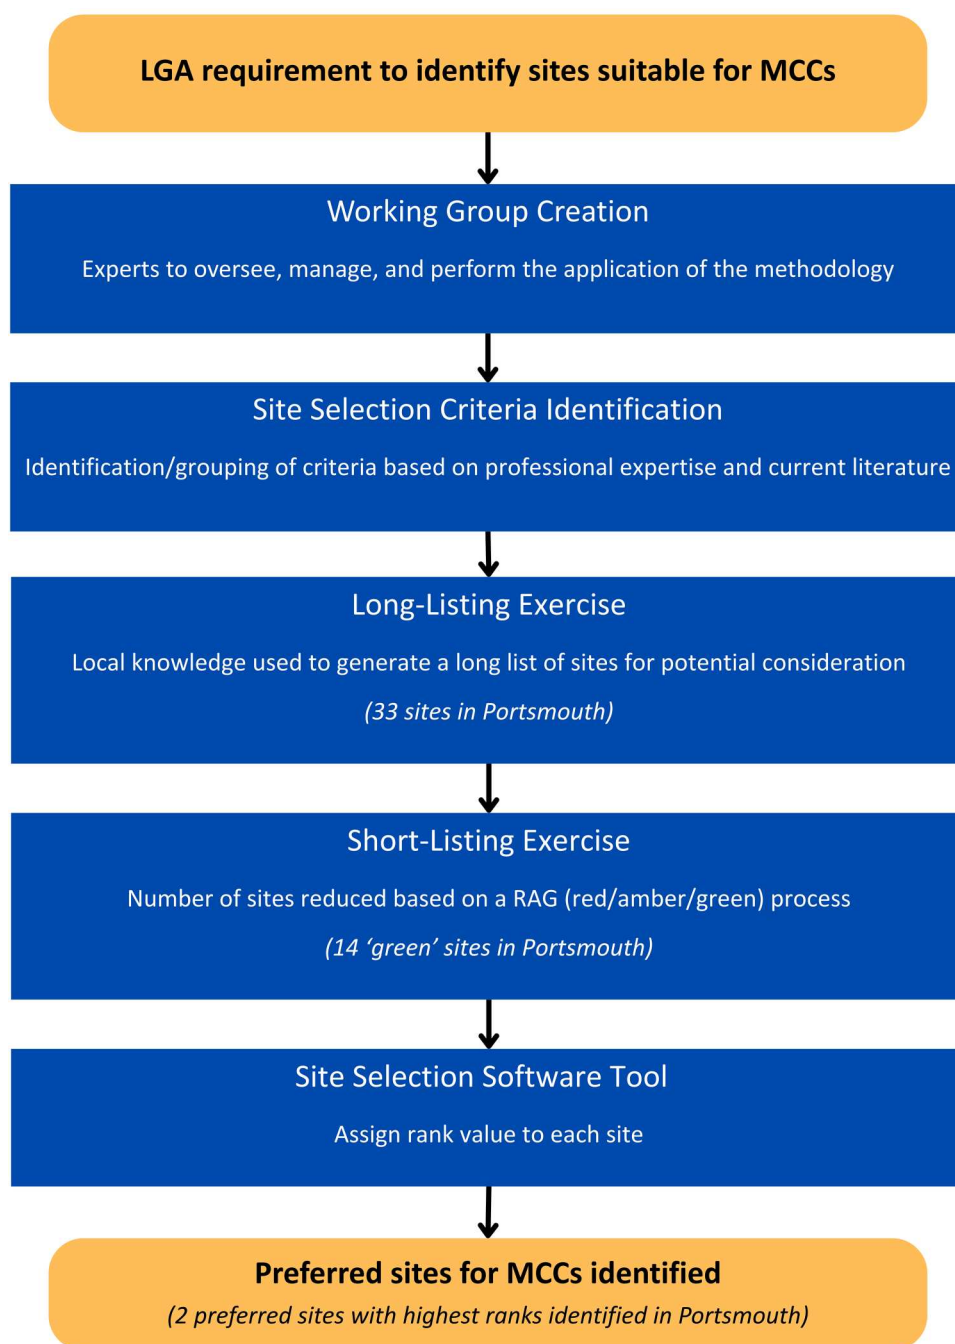 LGA requirement to identify sites suitable for MCCs
Working Group Creation
Experts to oversee, manage, and perform the application of the methodology
Site Selection Criteria Identification
Identification/grouping of criteria based on professional expertise and current literature
Long-Listing Exercise
Local knowledge used to generate a long list of sites for potential consideration
(33 sites in Portsmouth)
Short-Listing Exercise
Number of sites reduced based on a RAG (red/amber/green) process
(14 ‘green’ sites in Portsmouth)
Site Selection Software Tool
Assign rank value to each site
Preferred sites for MCCs identified
(2 preferred sites with highest ranks identified in Portsmouth)